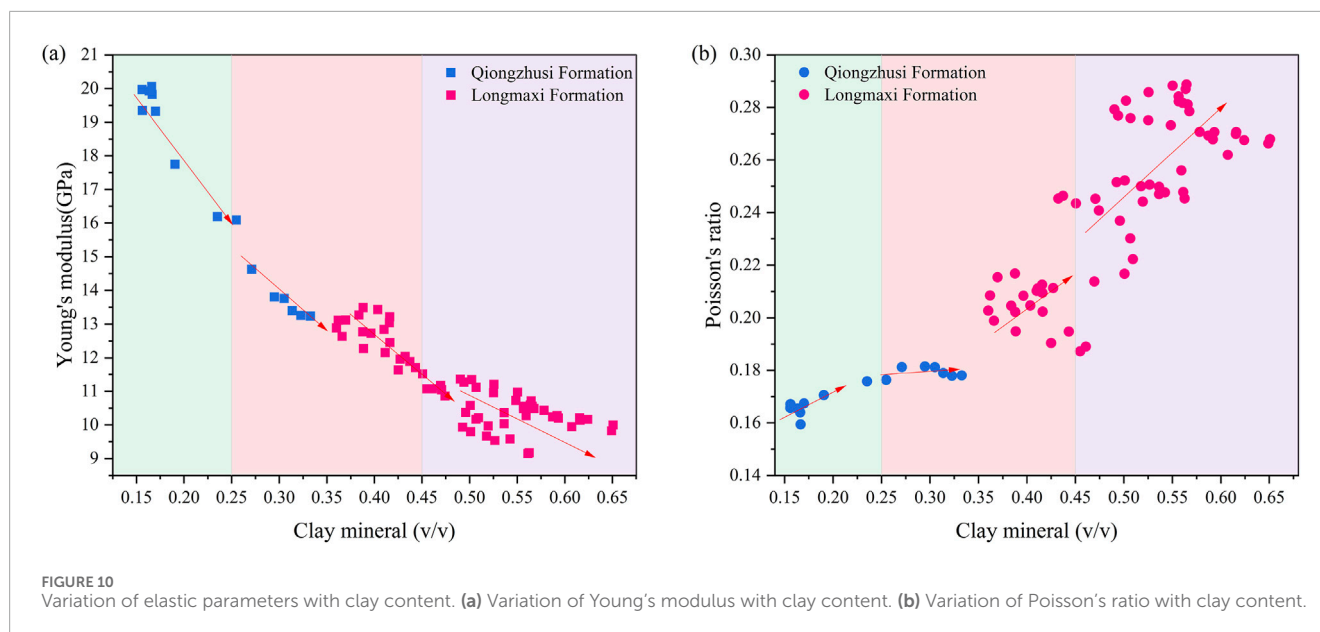 (a)
Young's modulus(GPa)
21
20
19
18
17
16
15
14
13
12
11
10
9
Qiongzhusi Formation
Longmaxi Formation
0.15 0.20 0.25 0.30 0.35 0.40 0.45 0.50 0.55 0.60 0.65
Clay mineral (v/v)
(b)
Poisson's ratio
0.30
0.28
0.26
0.24
0.22
0.20
0.18
0.16
0.14
Qiongzhusi Formation
Longmaxi Formation
0.15 0.20 0.25 0.30 0.35 0.40 0.45 0.50 0.55 0.60 0.65
Clay mineral (v/v)
FIGURE 10
Variation of elastic parameters with clay content. (a) Variation of Young's modulus with clay content. (b) Variation of Poisson's ratio with clay content.